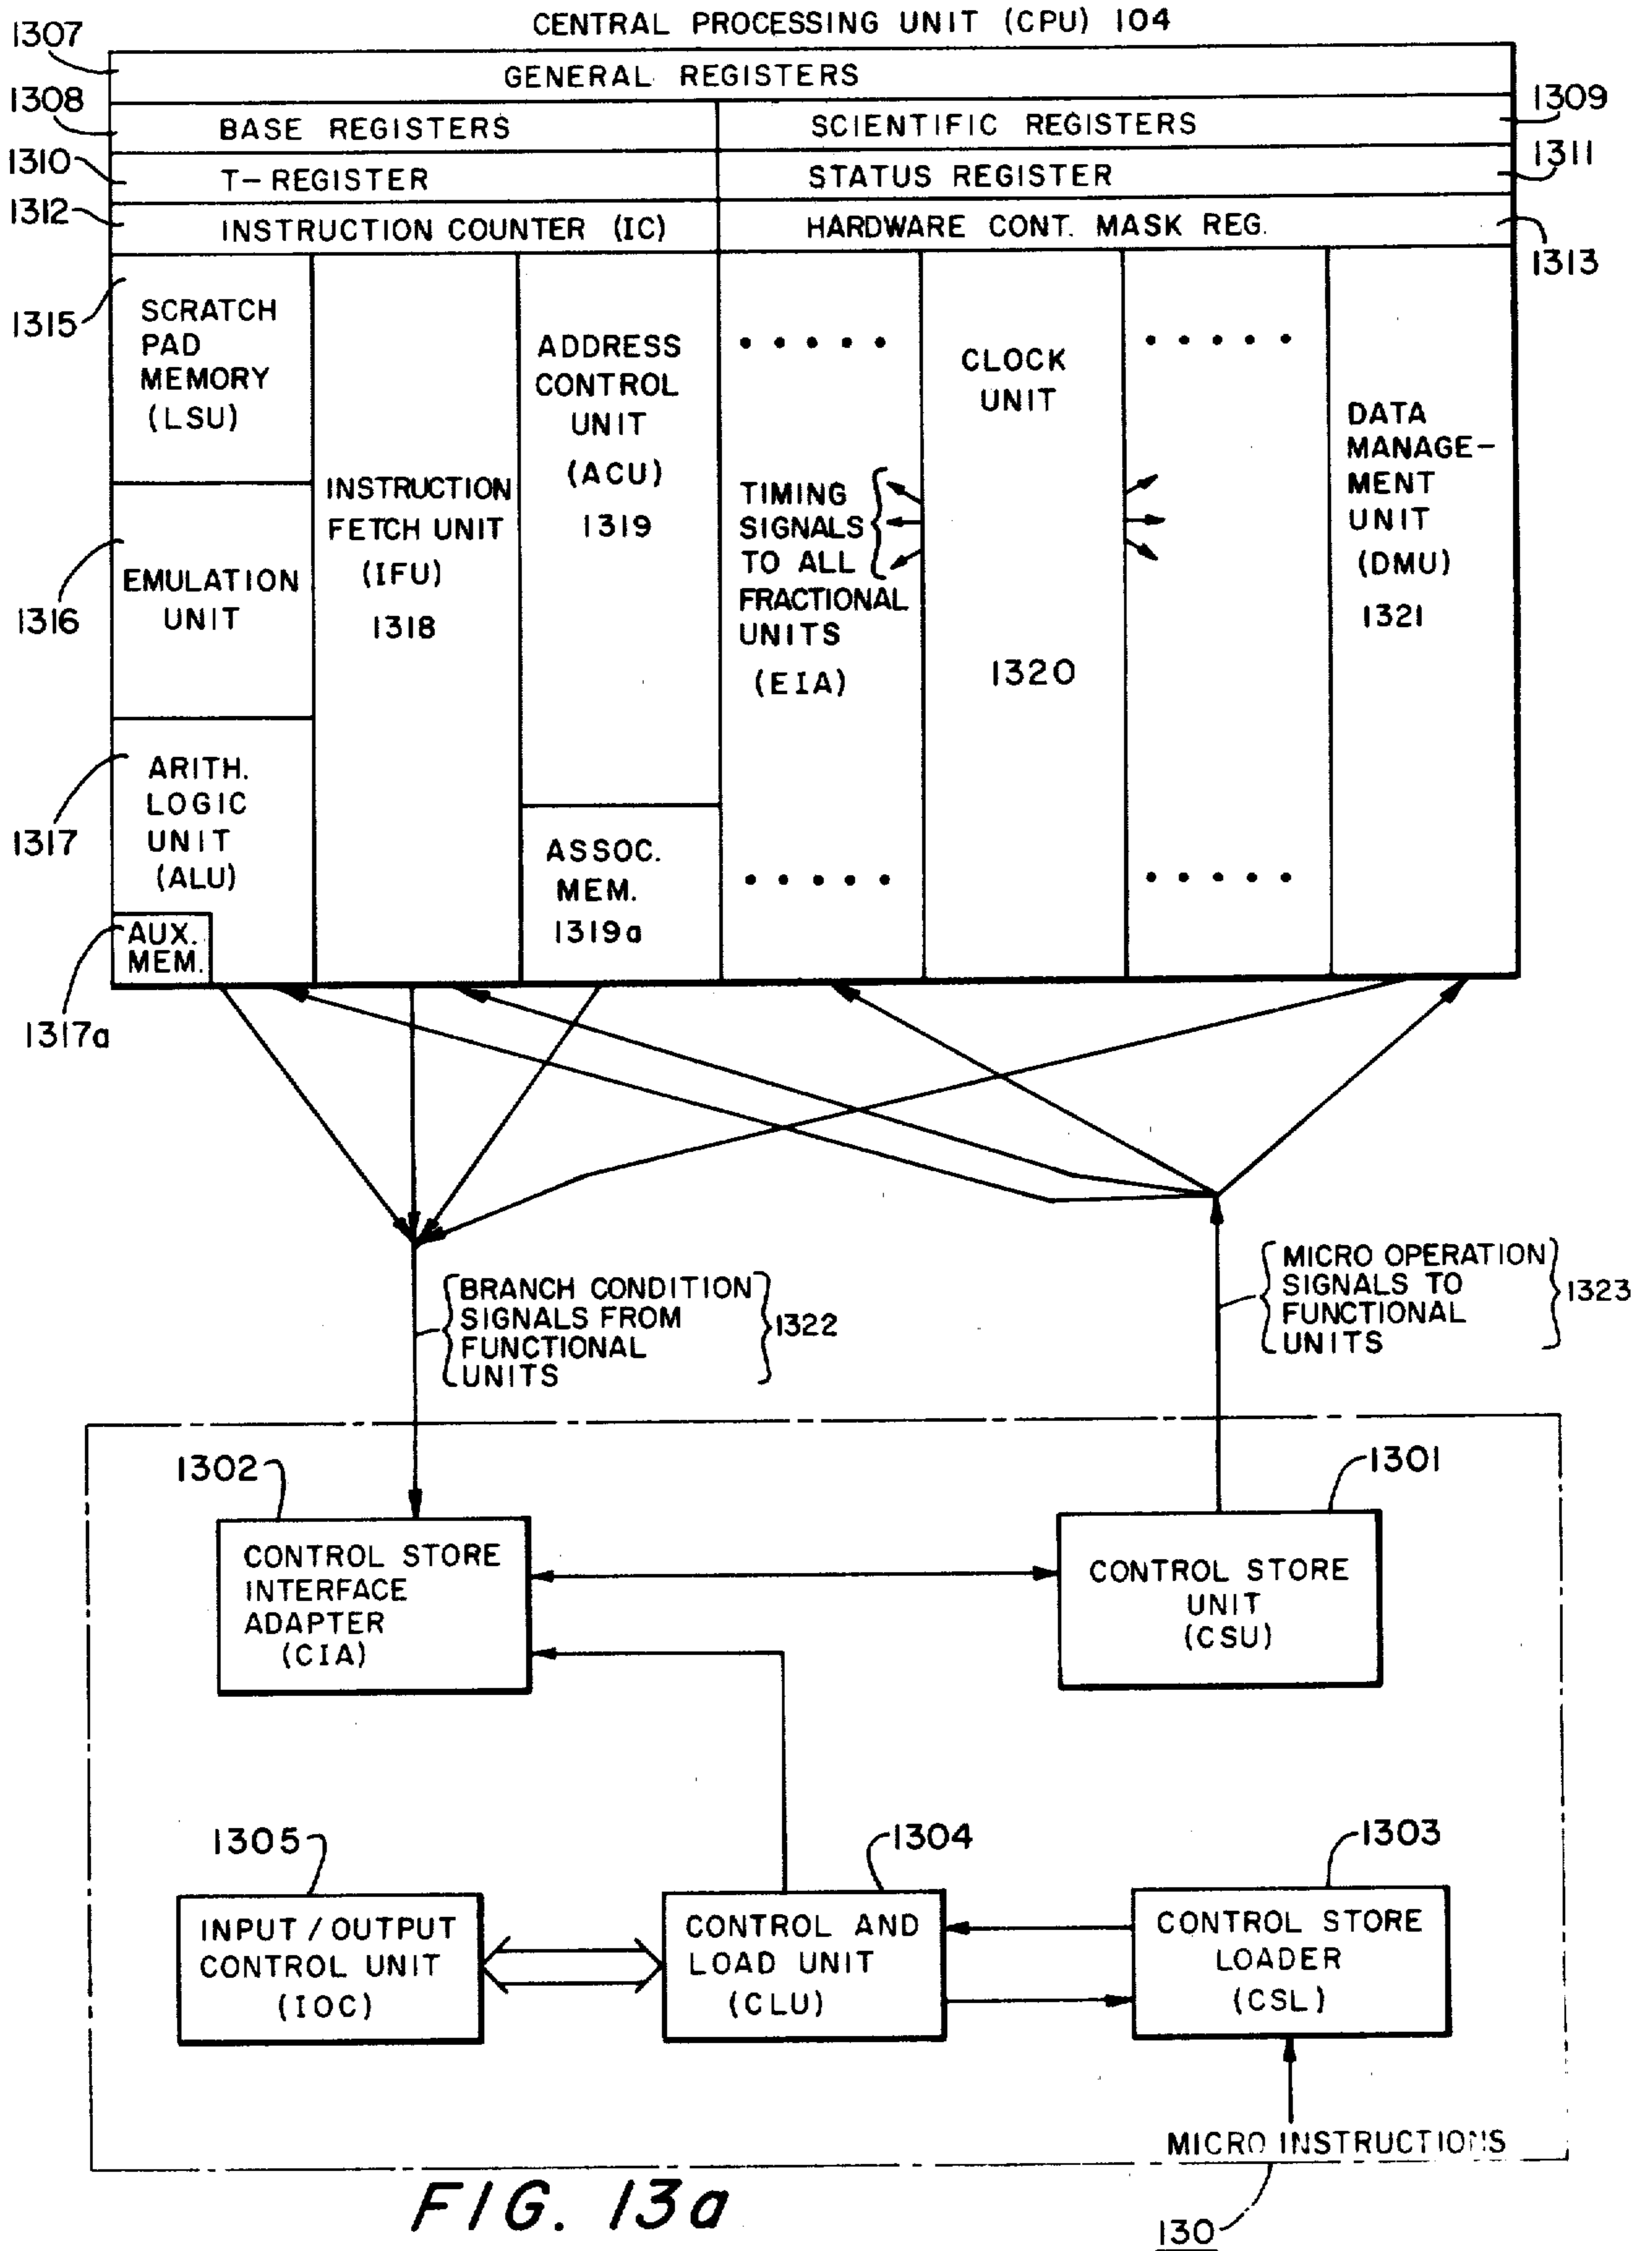 CENTRAL PROCESSING UNIT (CPU) 104
1307
GENERAL REGISTERS
1308
BASE REGISTERS
SCIENTIFIC REGISTERS
1309
1310
T-REGISTER
STATUS REGISTER
1311
1312
INSTRUCTION COUNTER (IC)
HARDWARE CONT. MASK REG.
1313
1315
SCRATCH
PAD
MEMORY
(LSU)
1316
EMULATION
UNIT
1317
ARITH.
LOGIC
UNIT
(ALU)
AUX.
MEM.
1317a
INSTRUCTION
FETCH UNIT
(IFU)
1318
ADDRESS
CONTROL
UNIT
(ACU)
1319
ASSOC.
MEM.
1319a
TIMING
SIGNALS
TO ALL
FRACTIONAL
UNITS
(EIA)
CLOCK
UNIT
1320
DATA
MANAGE-
MENT
UNIT
(DMU)
1321
BRANCH CONDITION
SIGNALS FROM
FUNCTIONAL
UNITS
1322
MICRO OPERATION
SIGNALS TO
FUNCTIONAL
UNITS
1323
1302
CONTROL STORE
INTERFACE
ADAPTER
(CIA)
1301
CONTROL STORE
UNIT
(CSU)
1305
INPUT/OUTPUT
CONTROL UNIT
(IOC)
1304
CONTROL AND
LOAD UNIT
(CLU)
1303
CONTROL STORE
LOADER
(CSL)
MICRO INSTRUCTIONS
FIG. 13a
130